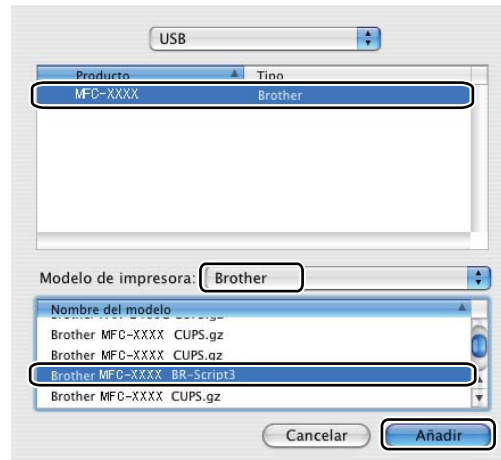 USB
Producto Tipo
MFC-XXXX Brother
Modelo de impresora: Brother
Nombre del modelo
Brother MFC-XXXX CUPS.gz
Brother MFC-XXXX CUPS.gz
Brother MFC-XXXX BR-Script3
Brother MFC-XXXX CUPS.gz
Cancelar Añadir